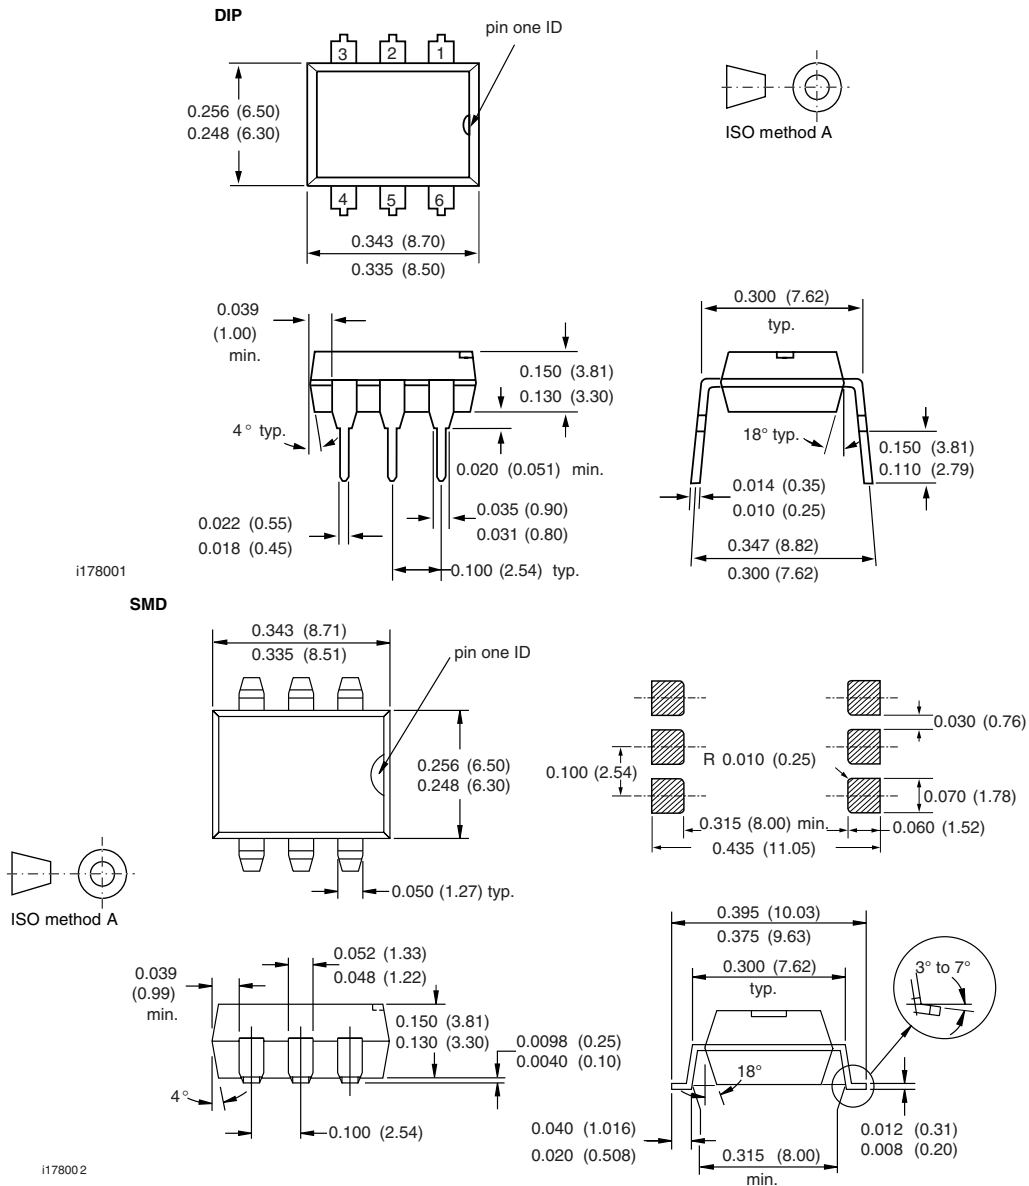 DIP
pin one ID
3 2 1
0.256 (6.50)
0.248 (6.30)
ISO method A
4 5 6
0.343 (8.70)
0.335 (8.50)
0.039
(1.00)
min.
0.150 (3.81)
0.130 (3.30)
4° typ.
0.020 (0.051) min.
0.022 (0.55)
0.018 (0.45)
0.035 (0.90)
0.031 (0.80)
0.100 (2.54) typ.
0.300 (7.62)
typ.
18° typ.
0.150 (3.81)
0.110 (2.79)
0.014 (0.35)
0.010 (0.25)
0.347 (8.82)
0.300 (7.62)
i178001
SMD
0.343 (8.71)
0.335 (8.51)
pin one ID
0.256 (6.50)
0.248 (6.30)
0.050 (1.27) typ.
ISO method A
0.030 (0.76)
0.100 (2.54)
R 0.010 (0.25)
0.070 (1.78)
0.315 (8.00) min.
0.060 (1.52)
0.435 (11.05)
0.039
(0.99)
min.
0.052 (1.33)
0.048 (1.22)
0.150 (3.81)
0.130 (3.30)
0.0098 (0.25)
0.0040 (0.10)
4°
0.100 (2.54)
0.395 (10.03)
0.375 (9.63)
0.300 (7.62)
typ.
3° to 7°
18°
0.040 (1.016)
0.020 (0.508)
0.315 (8.00)
min.
0.012 (0.31)
0.008 (0.20)
i178002